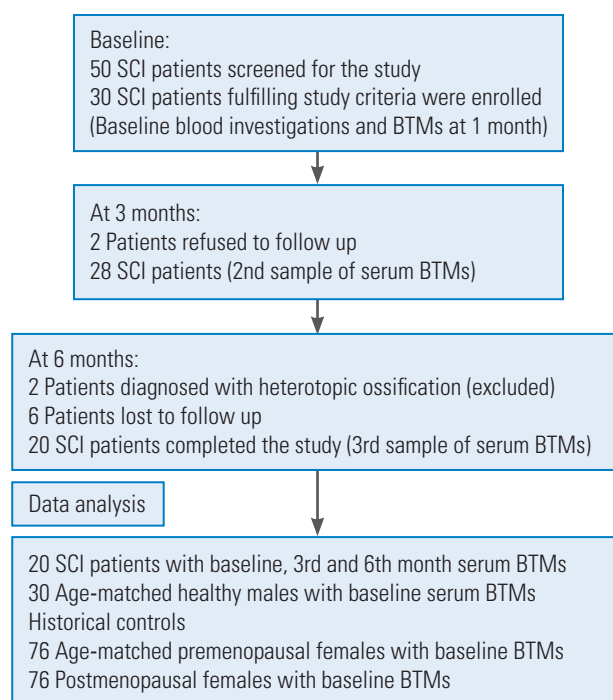 Baseline:
50 SCI patients screened for the study
30 SCI patients fulfilling study criteria were enrolled
(Baseline blood investigations and BTMs at 1 month)
At 3 months:
2 Patients refused to follow up
28 SCI patients (2nd sample of serum BTMs)
At 6 months:
2 Patients diagnosed with heterotopic ossification (excluded)
6 Patients lost to follow up
20 SCI patients completed the study (3rd sample of serum BTMs)
Data analysis
20 SCI patients with baseline, 3rd and 6th month serum BTMs
30 Age-matched healthy males with baseline serum BTMs
Historical controls
76 Age-matched premenopausal females with baseline BTMs
76 Postmenopausal females with baseline BTMs